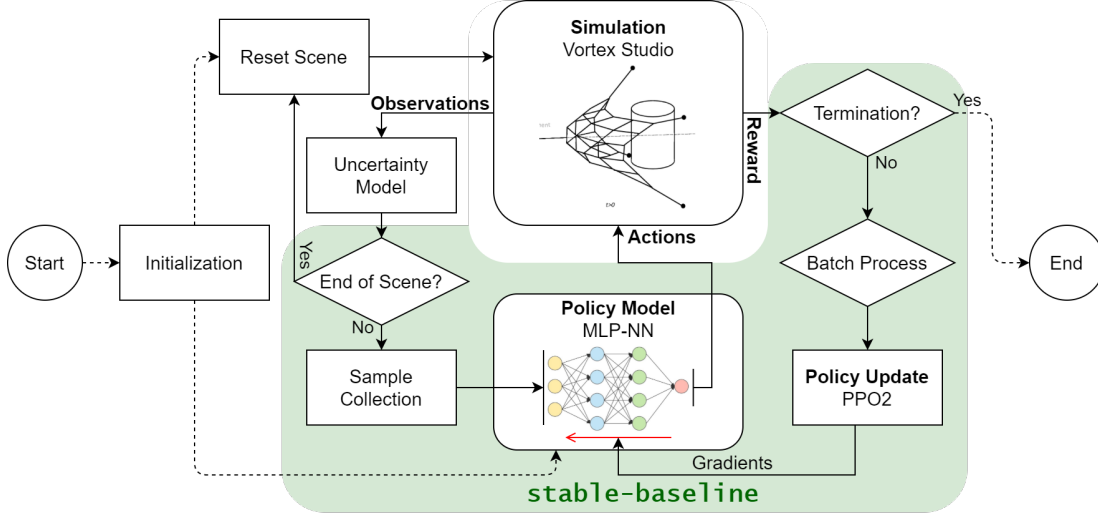 Simulation
Vortex Studio
Reset Scene
Observations
Reward
Termination?
Yes
Uncertainty
Model
t>0
No
Actions
Start
Initialization
Yes
End of Scene?
Batch Process
End
No
Policy Model
MLP-NN
Sample
Collection
Policy Update
PPO2
Gradients
stable-baseline